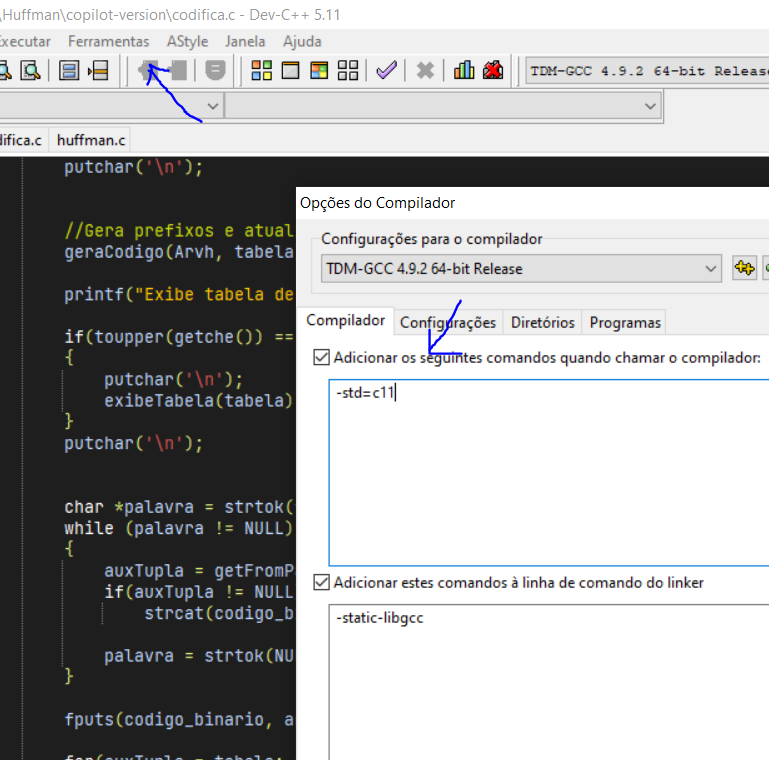 \Huffman\copilot-version\codifica.c - Dev-C++ 5.11
Executar Ferramentas AStyle Janela Ajuda
TDM-GCC 4.9.2 64-bit Release
difica.c huffman.c
putchar('\n');
//Gera prefixos e atual
geraCodigo(Arvh, tabela
printf("Exibe tabela de
if(toupper(getche()) ==
{
putchar('\n');
exibeTabela(tabela)
}
putchar('\n');
char *palavra = strtok(
while (palavra != NULL)
{
auxTupla = getFromP
if(auxTupla != NULL
strcat(codigo_b
palavra = strtok(NU
}
fputs(codigo_binario, a
for(auxTupla = tabela;
Opções do Compilador
Configurações para o compilador
TDM-GCC 4.9.2 64-bit Release
Compilador Configurações Diretórios Programas
Adicionar os seguintes comandos quando chamar o compilador:
-std=c11
Adicionar estes comandos à linha de comando do linker
-static-libgcc